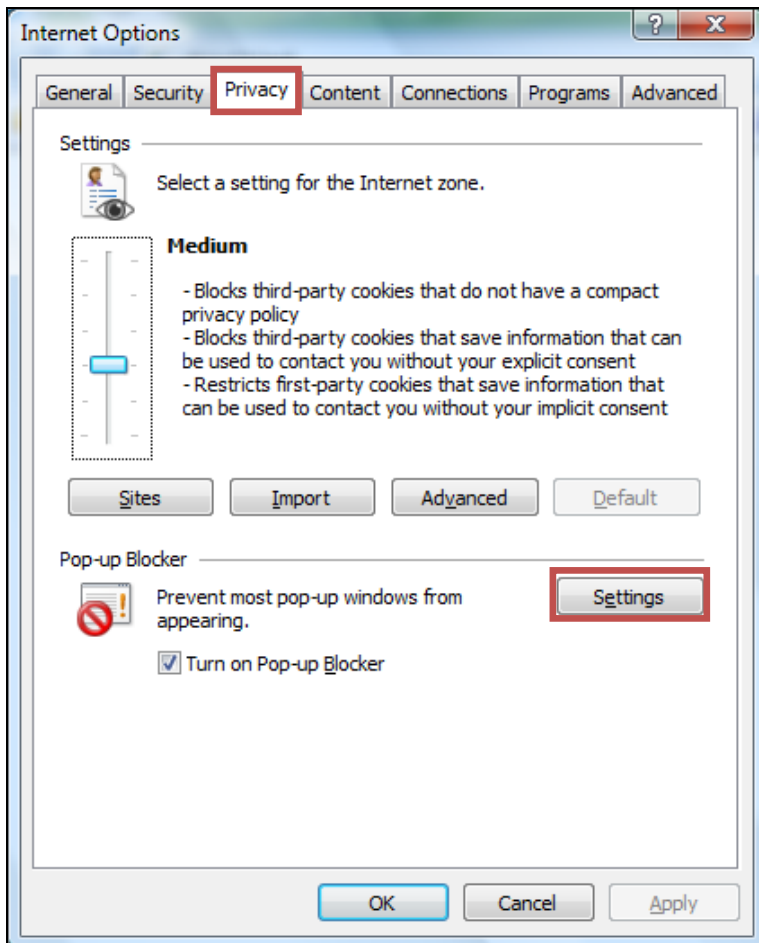 Internet Options
General Security Privacy Content Connections Programs Advanced
Settings
Select a setting for the Internet zone.
Medium
- Blocks third-party cookies that do not have a compact
privacy policy
- Blocks third-party cookies that save information that can
be used to contact you without your explicit consent
- Restricts first-party cookies that save information that
can be used to contact you without your implicit consent
Sites Import Advanced Default
Pop-up Blocker
Prevent most pop-up windows from
appearing.
Settings
Turn on Pop-up Blocker
OK Cancel Apply